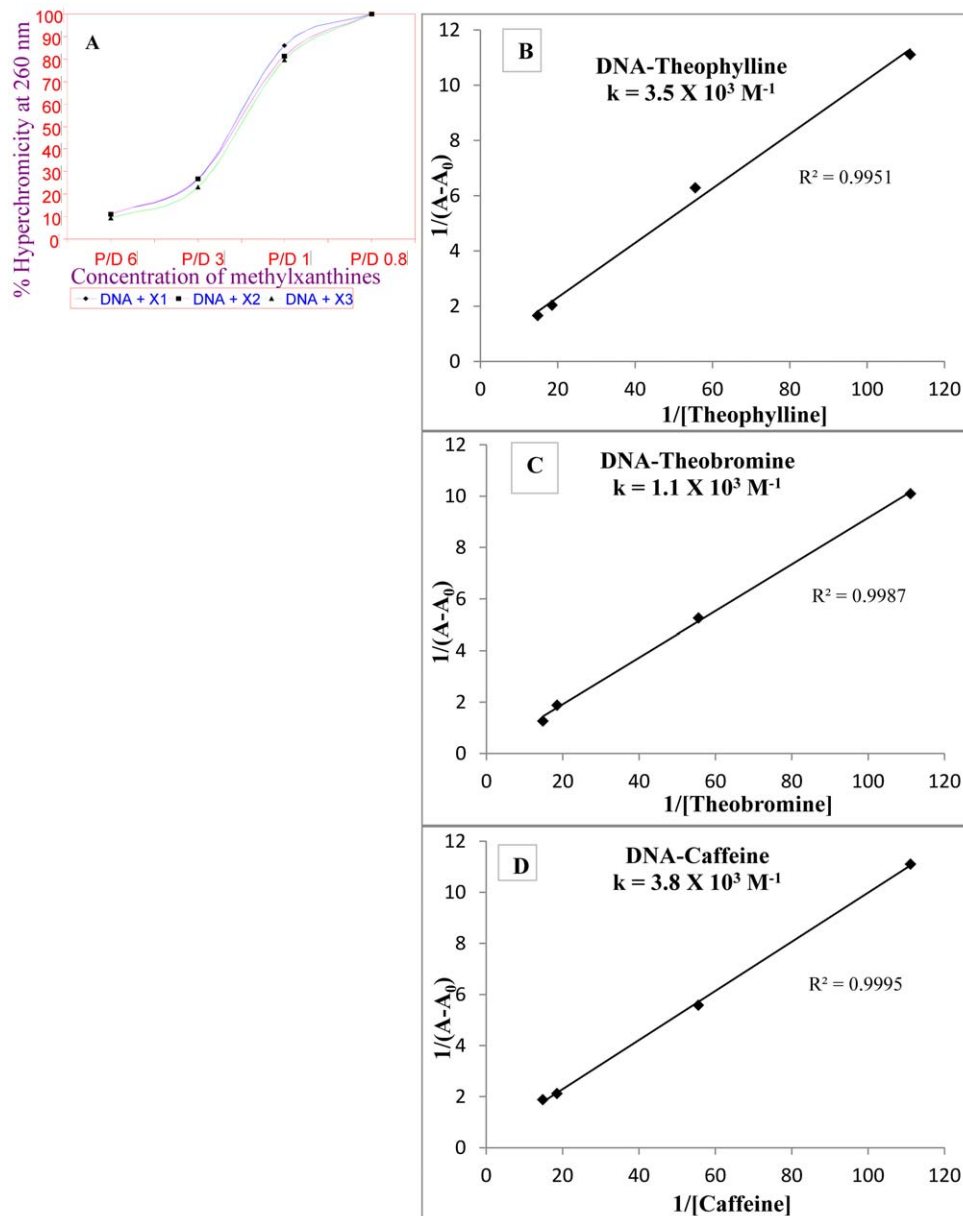 A
% Hyperchromicity at 260 nm
100
90
80
70
60
50
40
30
20
10
0
P/D 6 P/D 3 P/D 1 P/D 0.8
Concentration of methylxanthines
DNA + X1 DNA + X2 DNA + X3
B
DNA-Theophylline
k = 3.5 X 10³ M⁻¹
R² = 0.9951
1/(A-A₀)
12
10
8
6
4
2
0
0 20 40 60 80 100 120
1/[Theophylline]
C
DNA-Theobromine
k = 1.1 X 10³ M⁻¹
R² = 0.9987
1/(A-A₀)
12
10
8
6
4
2
0
0 20 40 60 80 100 120
1/[Theobromine]
D
DNA-Caffeine
k = 3.8 X 10³ M⁻¹
R² = 0.9995
1/(A-A₀)
12
10
8
6
4
2
0
0 20 40 60 80 100 120
1/[Caffeine]